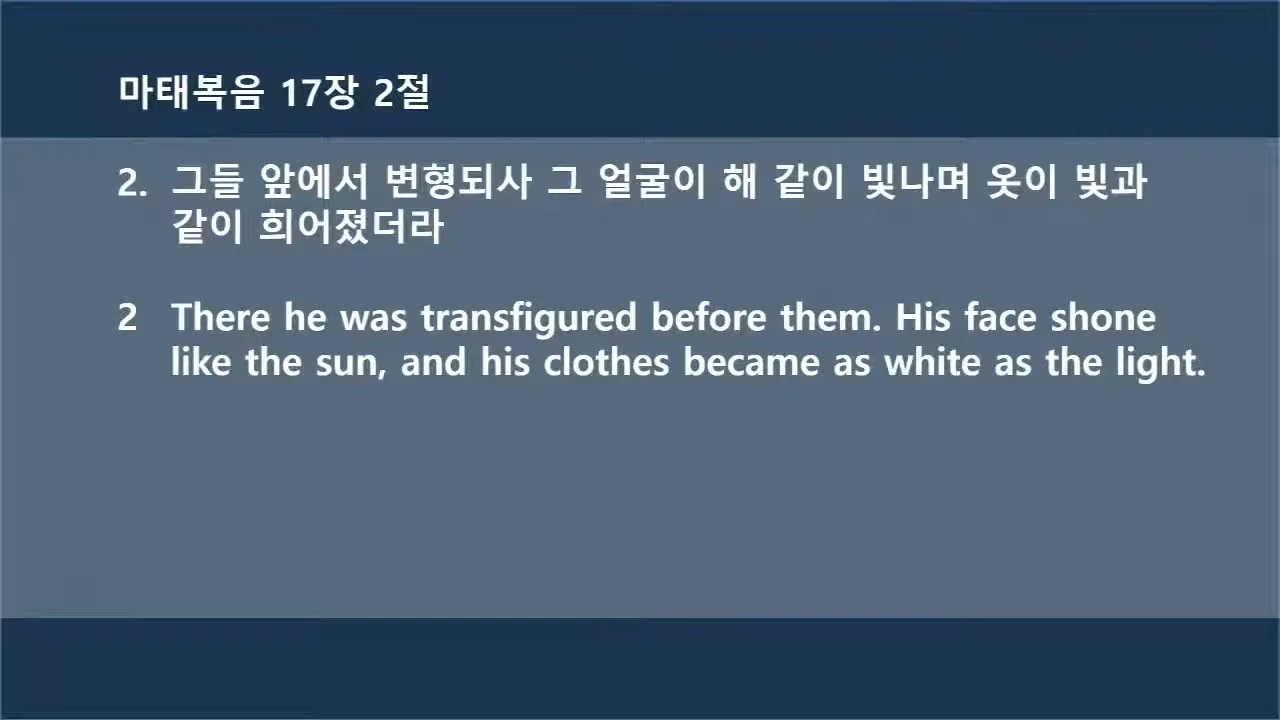 마태복음 17장 2절
2. 그들 앞에서 변형되사 그 얼굴이 해 같이 빛나며 옷이 빛과
같이 희어졌더라
2 There he was transfigured before them. His face shone
like the sun, and his clothes became as white as the light.